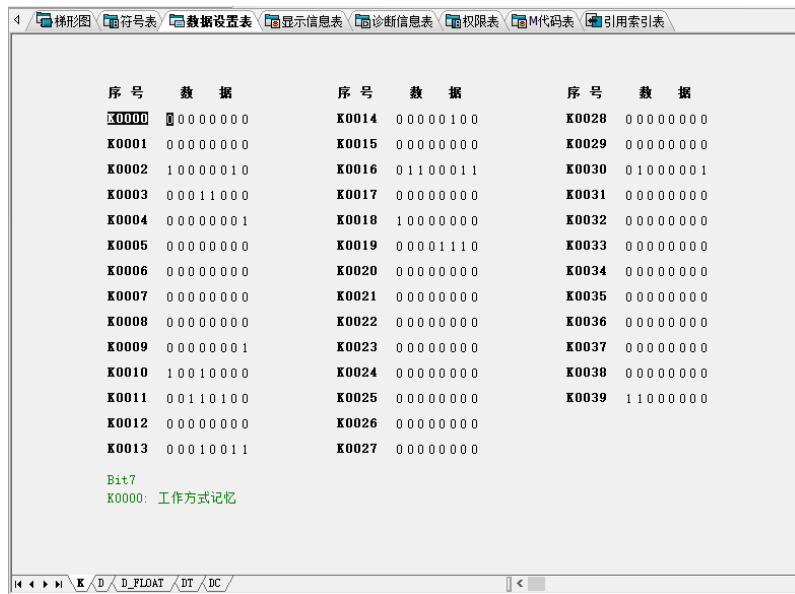 梯形图 符号表 数据设置表 显示信息表 诊断信息表 权限表 M代码表 引用索引表
序 号 数 据 序 号 数 据 序 号 数 据
K0000 00000000 K0014 00000100 K0028 00000000
K0001 00000000 K0015 00000000 K0029 00000000
K0002 10000010 K0016 01100011 K0030 01000001
K0003 00011000 K0017 00000000 K0031 00000000
K0004 00000001 K0018 10000000 K0032 00000000
K0005 00000000 K0019 00001110 K0033 00000000
K0006 00000000 K0020 00000000 K0034 00000000
K0007 00000000 K0021 00000000 K0035 00000000
K0008 00000000 K0022 00000000 K0036 00000000
K0009 00000001 K0023 00000000 K0037 00000000
K0010 10010000 K0024 00000000 K0038 00000000
K0011 00110100 K0025 00000000 K0039 11000000
K0012 00000000 K0026 00000000
K0013 00010011 K0027 00000000
Bit7
K0000: 工作方式记忆
K D D_FLOAT DT DC